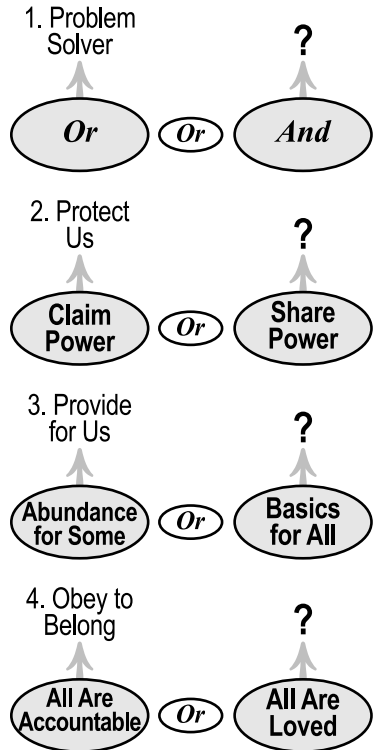 1. Problem
Solver
?
Or
Or
And
2. Protect
Us
?
Claim
Power
Or
Share
Power
3. Provide
for Us
?
Abundance
for Some
Or
Basics
for All
4. Obey to
Belong
?
All Are
Accountable
Or
All Are
Loved